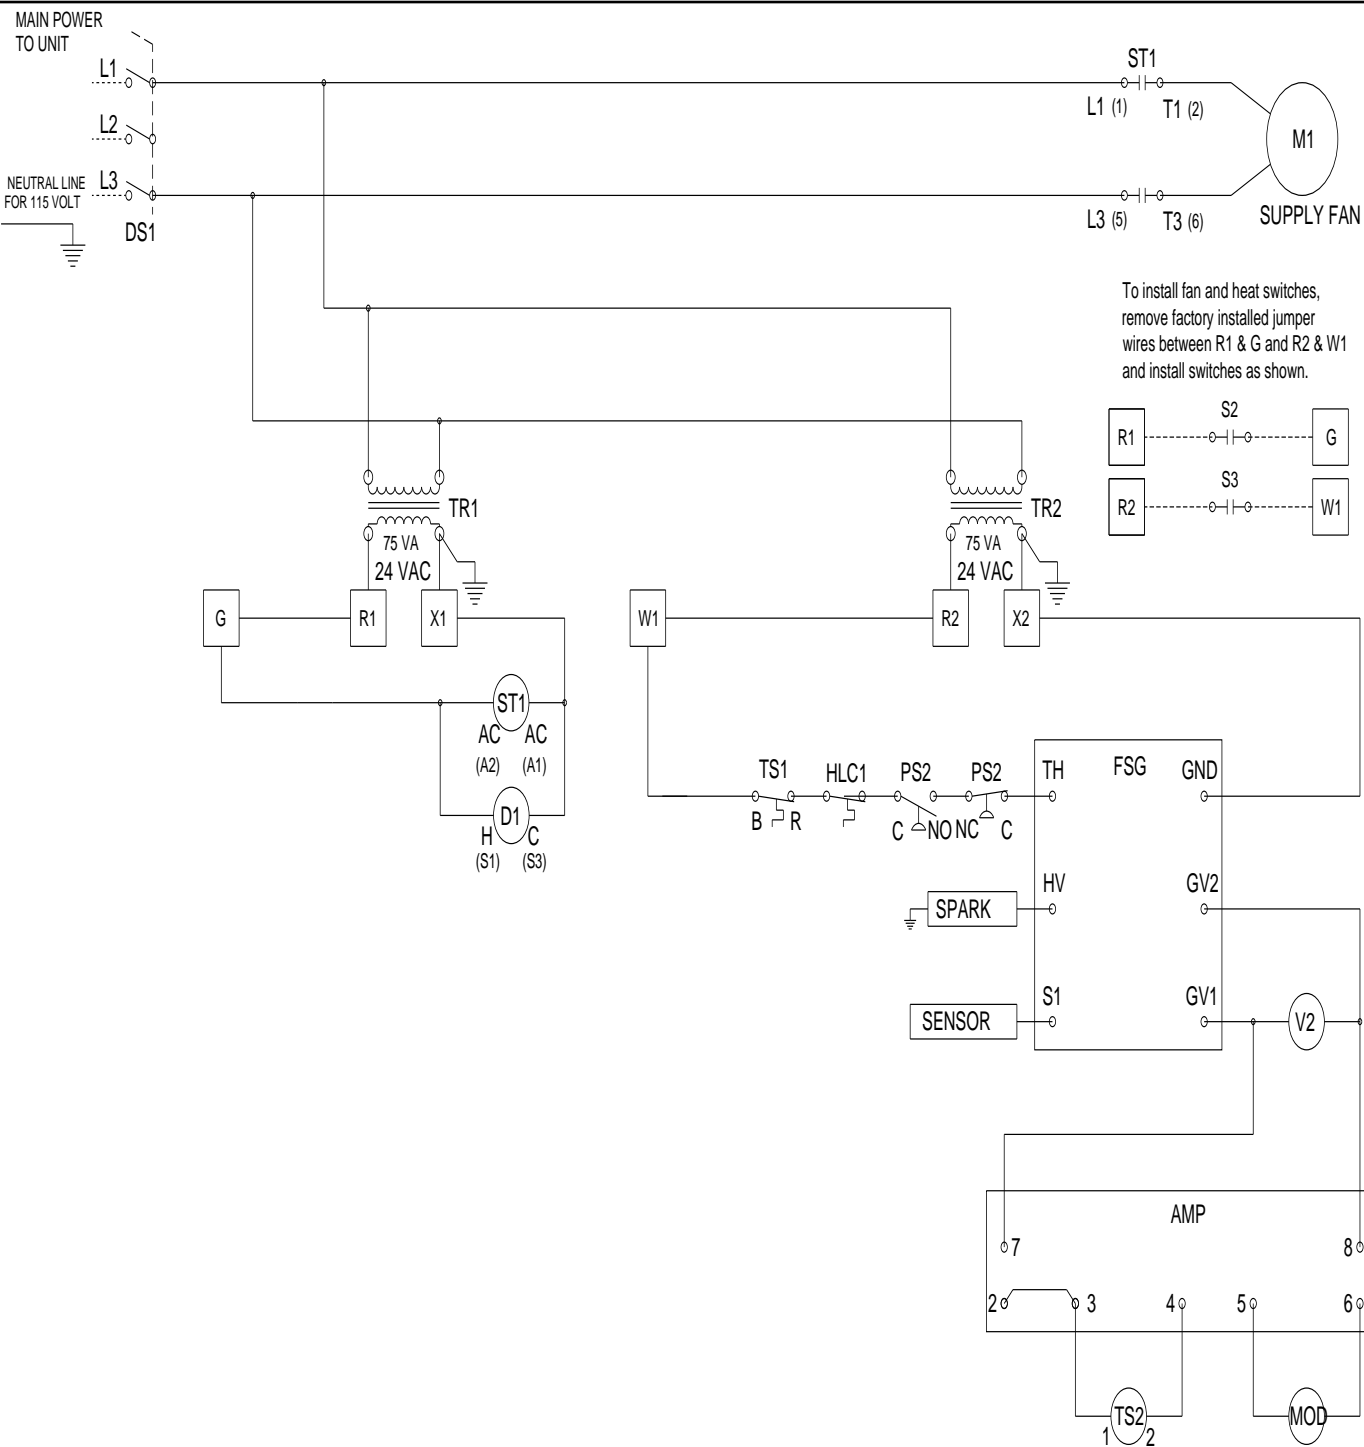 MAIN POWER
TO UNIT
L1
L2
NEUTRAL LINE
FOR 115 VOLT
L3
DS1
ST1
L1 (1)
T1 (2)
M1
L3 (5)
T3 (6)
SUPPLY FAN
To install fan and heat switches,
remove factory installed jumper
wires between R1 & G and R2 & W1
and install switches as shown.
R1
S2
G
R2
S3
W1
TR1
75 VA
24 VAC
TR2
75 VA
24 VAC
G
R1
X1
W1
R2
X2
ST1
AC
AC
(A2)
(A1)
D1
H
C
(S1)
(S3)
TS1
B
R
HLC1
PS2
C
NO
PS2
NC
C
TH
FSG
GND
HV
GV2
SPARK
S1
GV1
SENSOR
V2
AMP
7
8
2
3
4
5
6
TS2
1
2
MOD